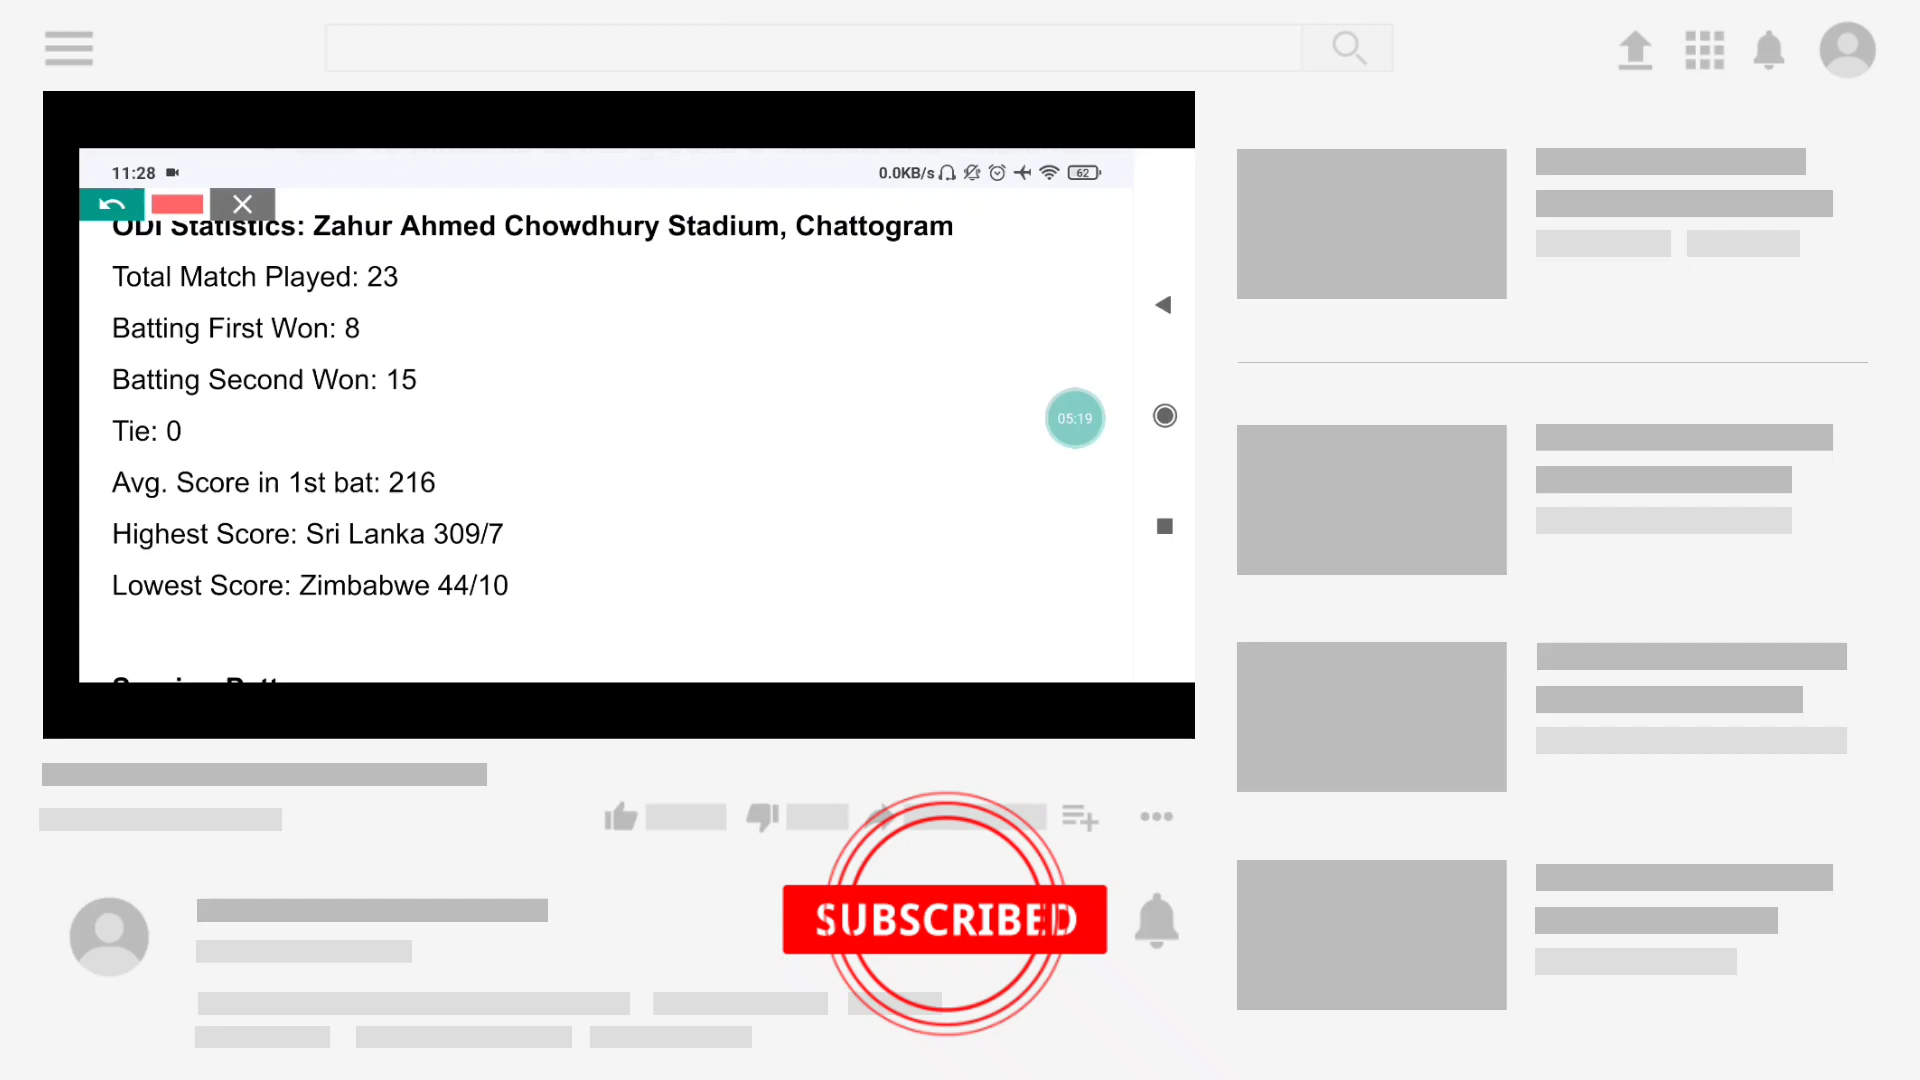 11:28
0.0KB/s
62
ODI Statistics: Zahur Ahmed Chowdhury Stadium, Chattogram
Total Match Played: 23
Batting First Won: 8
Batting Second Won: 15
Tie: 0
05:19
Avg. Score in 1st bat: 216
Highest Score: Sri Lanka 309/7
Lowest Score: Zimbabwe 44/10
SUBSCRIBED